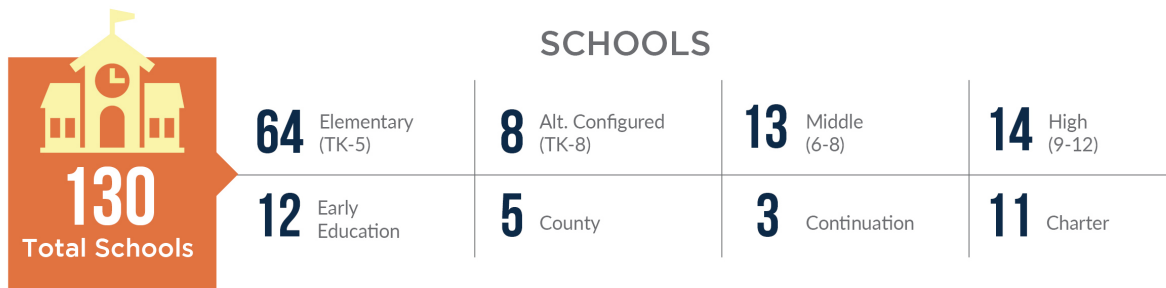 SCHOOLS
130
Total Schools
64 Elementary
(TK-5)
8 Alt. Configured
(TK-8)
13 Middle
(6-8)
14 High
(9-12)
12 Early
Education
5 County
3 Continuation
11 Charter